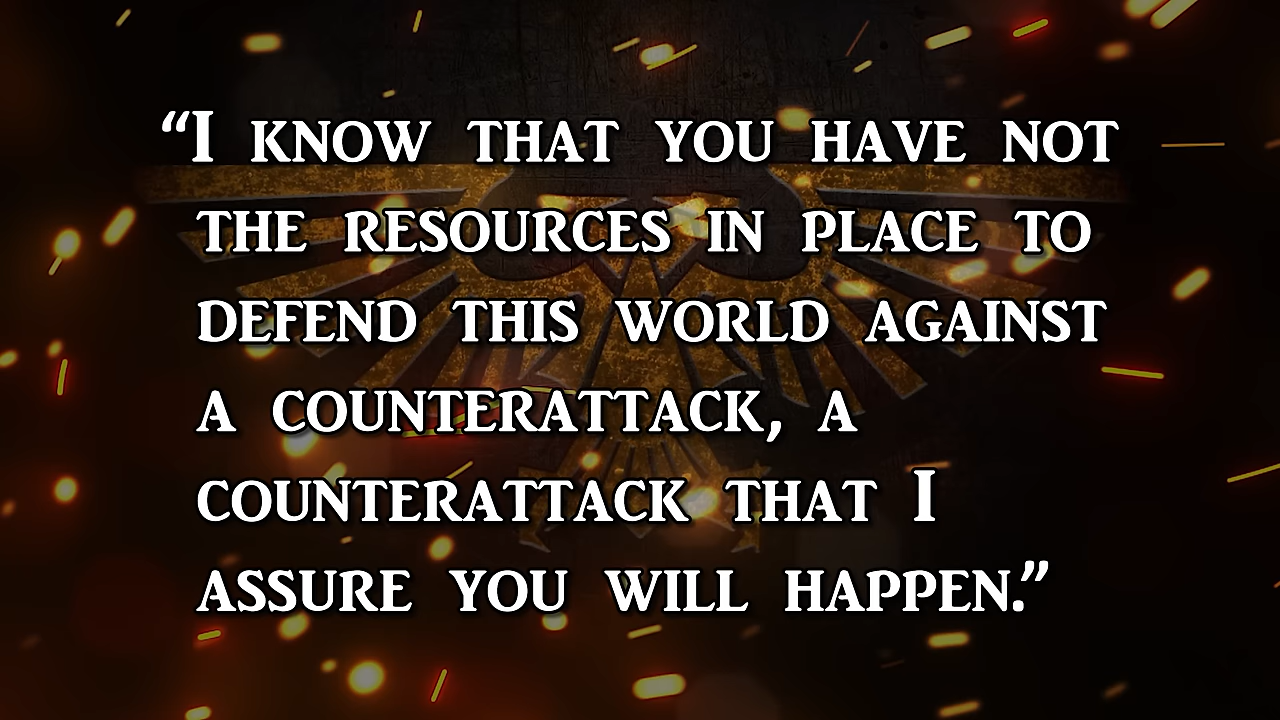 “I know that you have not
the resources in place to
defend this world against
a counterattack, a
counterattack that I
assure you will happen.”